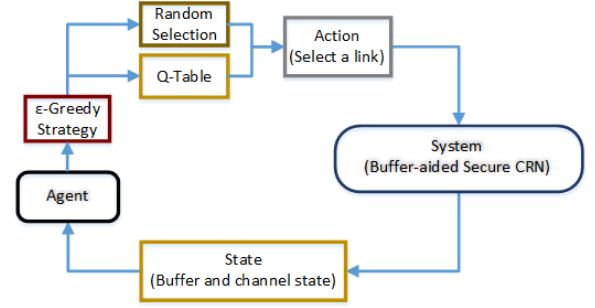 Random
Selection
Q-Table
Action
(Select a link)
ε-Greedy
Strategy
System
(Buffer-aided Secure CRN)
Agent
State
(Buffer and channel state)